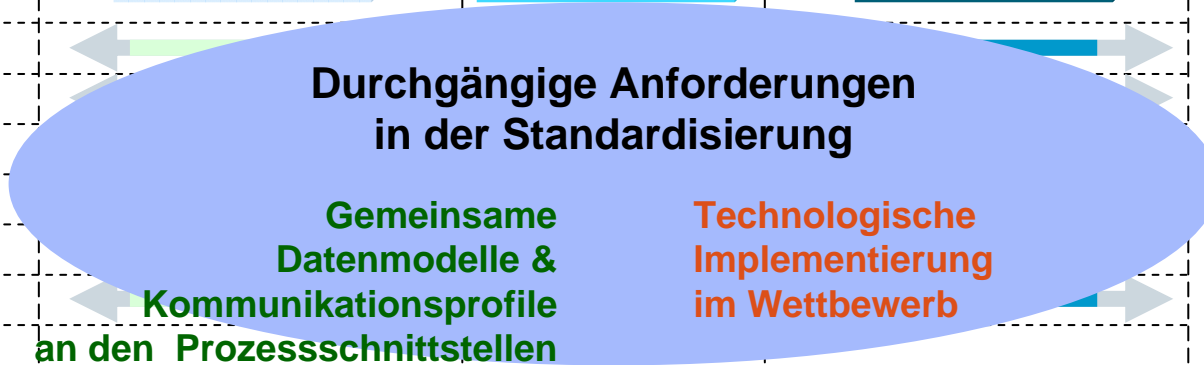 Durchgängige Anforderungen
in der Standardisierung
Gemeinsame
Datenmodelle &
Kommunikationsprofile
an den Prozessschnittstellen
Technologische
Implementierung
im Wettbewerb